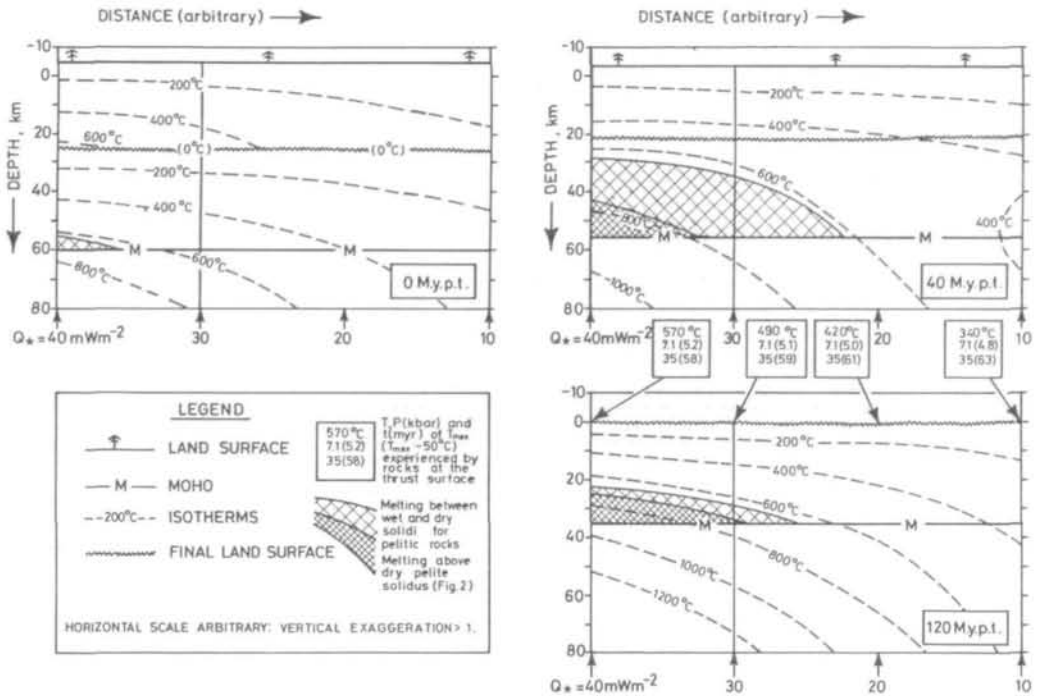 DISTANCE (arbitrary)
DEPTH, km
-10
0
20
40
60
80
200°C
400°C
600°C
(0°C)
(0°C)
200°C
400°C
M
M
600°C
800°C
0 M.y.p.t.
Q* = 40 mWm-2
30
20
10
DISTANCE (arbitrary)
DEPTH, km
-10
0
20
40
60
80
200°C
400°C
600°C
800°C
400°C
M
M
1000°C
40 M.y.p.t.
Q* = 40 mWm-2
30
20
10
570°C
7.1(5.2)
35(58)
490°C
7.1(5.1)
35(59)
420°C
7.1(5.0)
35(61)
340°C
7.1(4.8)
35(63)
-10
0
20
40
60
80
200°C
400°C
600°C
M
M
800°C
1000°C
1200°C
120 M.y.p.t.
Q* = 40 mWm-2
30
20
10
LEGEND
LAND SURFACE
M
MOHO
200°C
ISOTHERMS
FINAL LAND SURFACE
570°C
7.1(5.2)
35(58)
T,P(kbar) and
t(myr) of Tmax
(Tmax -50°C)
experienced by
rocks at the
thrust surface
Melting between
wet and dry
solidi for
pelitic rocks
Melting above
dry pelite
solidus (Fig.2)
HORIZONTAL SCALE ARBITRARY: VERTICAL EXAGGERATION > 1.